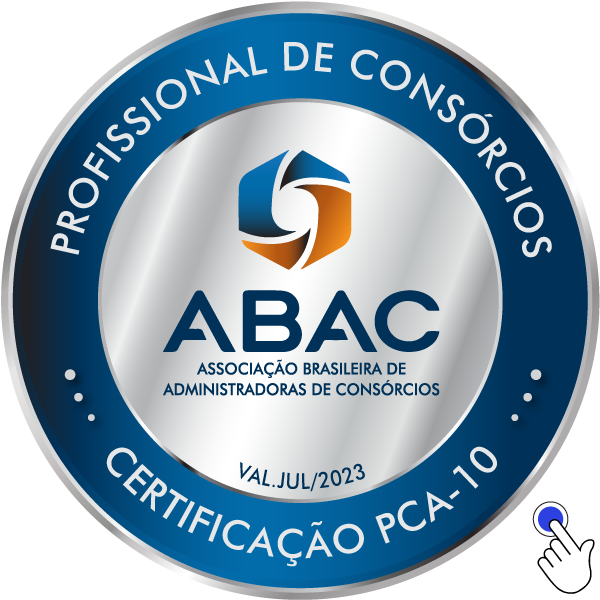 PROFISSIONAL DE CONSÓRCIOS
ABAC
ASSOCIAÇÃO BRASILEIRA DE
ADMINISTRADORAS DE CONSÓRCIOS
VAL.JUL/2023
CERTIFICAÇÃO PCA-10